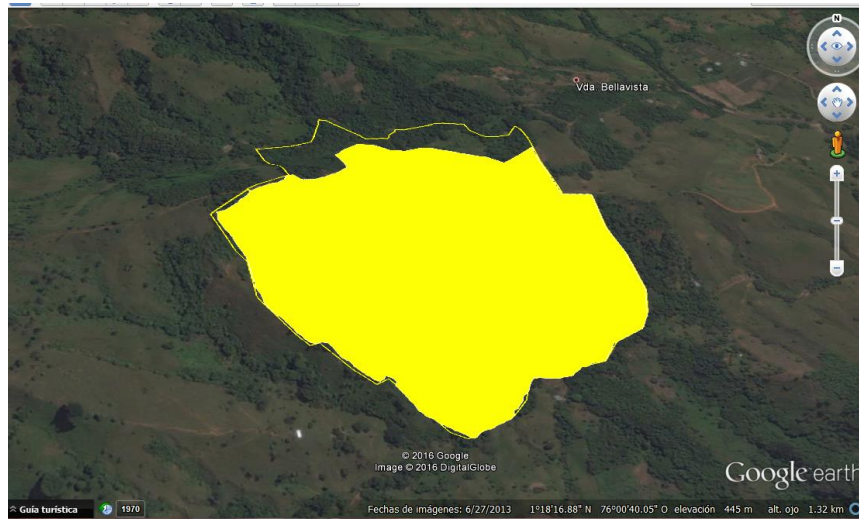 N
Vda Bellavista
© 2016 Google
Image © 2016 DigitalGlobe
Google earth
Guía turística
1970
Fechas de imágenes: 6/27/2013 1°18'16.88" N 76°00'40.05" O elevación 445 m alt. ojo 1.32 km